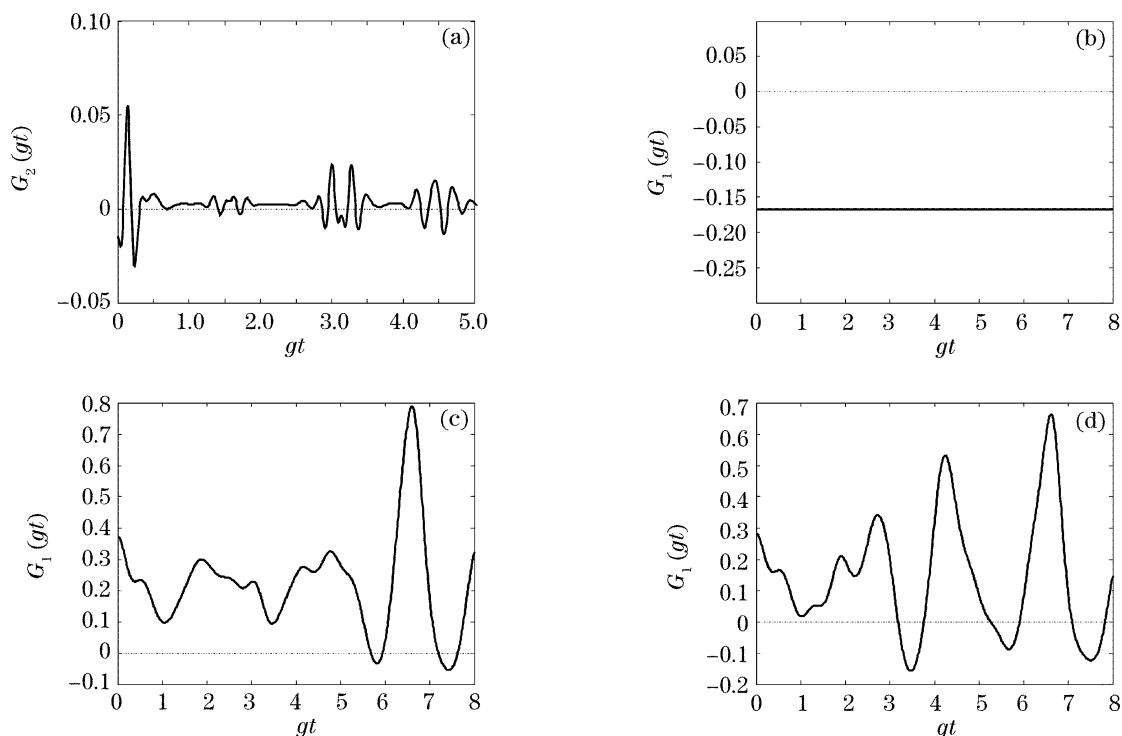 (a)
0.10
0.05
0
−0.05
G₂ (gt)
0 1.0 2.0 3.0 4.0 5.0
gt
(b)
0.05
0
−0.05
−0.10
−0.15
−0.20
−0.25
G₁ (gt)
0 1 2 3 4 5 6 7 8
gt
(c)
0.8
0.7
0.6
0.5
0.4
0.3
0.2
0.1
0
−0.1
G₁ (gt)
0 1 2 3 4 5 6 7 8
gt
(d)
0.7
0.6
0.5
0.4
0.3
0.2
0.1
0
−0.1
−0.2
G₁ (gt)
0 1 2 3 4 5 6 7 8
gt